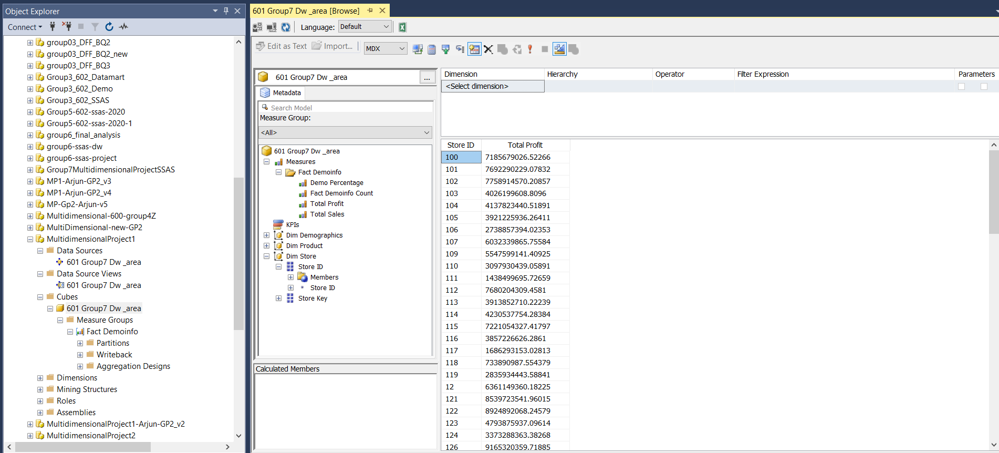 Object Explorer
Connect
group03_DFF_BQ2
group03_DFF_BQ2_new
group03_DFF_BQ3
Group3_602_Datamart
Group3_602_Demo
Group3_602_SSAS
Group5-602-ssas-2020
Group5-602-ssas-2020-1
group6_final_analysis
group6-ssas-dw
group6-ssas-project
Group7MultidimensionalProjectSSAS
MP1-Arjun-GP2_v3
MP1-Arjun-GP2_v4
MP-Gp2-Arjun-v5
Multidimensional-600-group4Z
MultiDimensional-new-GP2
MultidimensionalProject1
Data Sources
601 Group7 Dw _area
Data Source Views
601 Group7 Dw _area
Cubes
601 Group7 Dw _area
Measure Groups
Fact Demoinfo
Partitions
Writeback
Aggregation Designs
Dimensions
Mining Structures
Roles
Assemblies
MultidimensionalProject1-Arjun-GP2_v2
MultidimensionalProject2
601 Group7 Dw _area [Browse]
Language: Default
Edit as Text Import... MDX
601 Group7 Dw _area ...
Metadata
Search Model
Measure Group:
<All>
601 Group7 Dw _area
Measures
Fact Demoinfo
Demo Percentage
Fact Demoinfo Count
Total Profit
Total Sales
KPIs
Dim Demographics
Dim Product
Dim Store
Store ID
Members
Store ID
Store Key
Calculated Members
Dimension Hierarchy Operator Filter Expression Parameters
<Select dimension>
Store ID Total Profit
100 7185679026.52266
101 7692290229.07832
102 7758914570.20857
103 4026199608.8096
104 4137823440.51891
105 3921225936.26411
106 2738857394.02353
107 6032339865.75584
109 5547599141.40925
110 3097930439.05891
111 1438499695.72659
112 7680204309.4581
113 3913852710.22239
114 4230537754.28384
115 7221054327.41797
116 3857226626.2861
117 1686293153.02813
118 733890987.554379
119 2835934443.58841
12 6361149360.18225
121 8539723541.96015
122 8924892068.24579
123 4793875937.09614
124 3373288363.38268
126 9165320359.71885